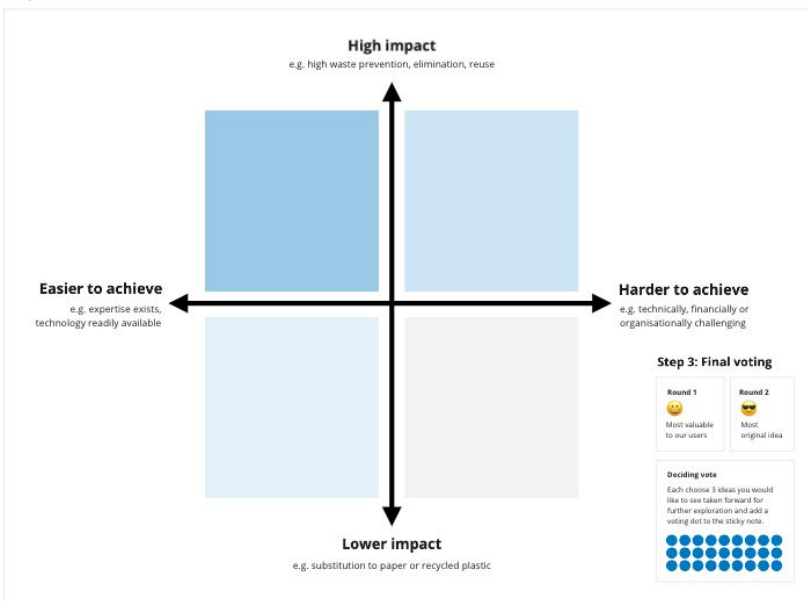 High impact
e.g. high waste prevention, elimination, reuse
Easier to achieve
e.g. expertise exists,
technology readily available
Harder to achieve
e.g. technically, financially or
organisationally challenging
Lower impact
e.g. substitution to paper or recycled plastic
Step 3: Final voting
Round 1
Most valuable
to our users
Round 2
Most
original idea
Deciding vote
Each choose 3 ideas you would
like to see taken forward for
further exploration and add a
voting dot to the sticky note.